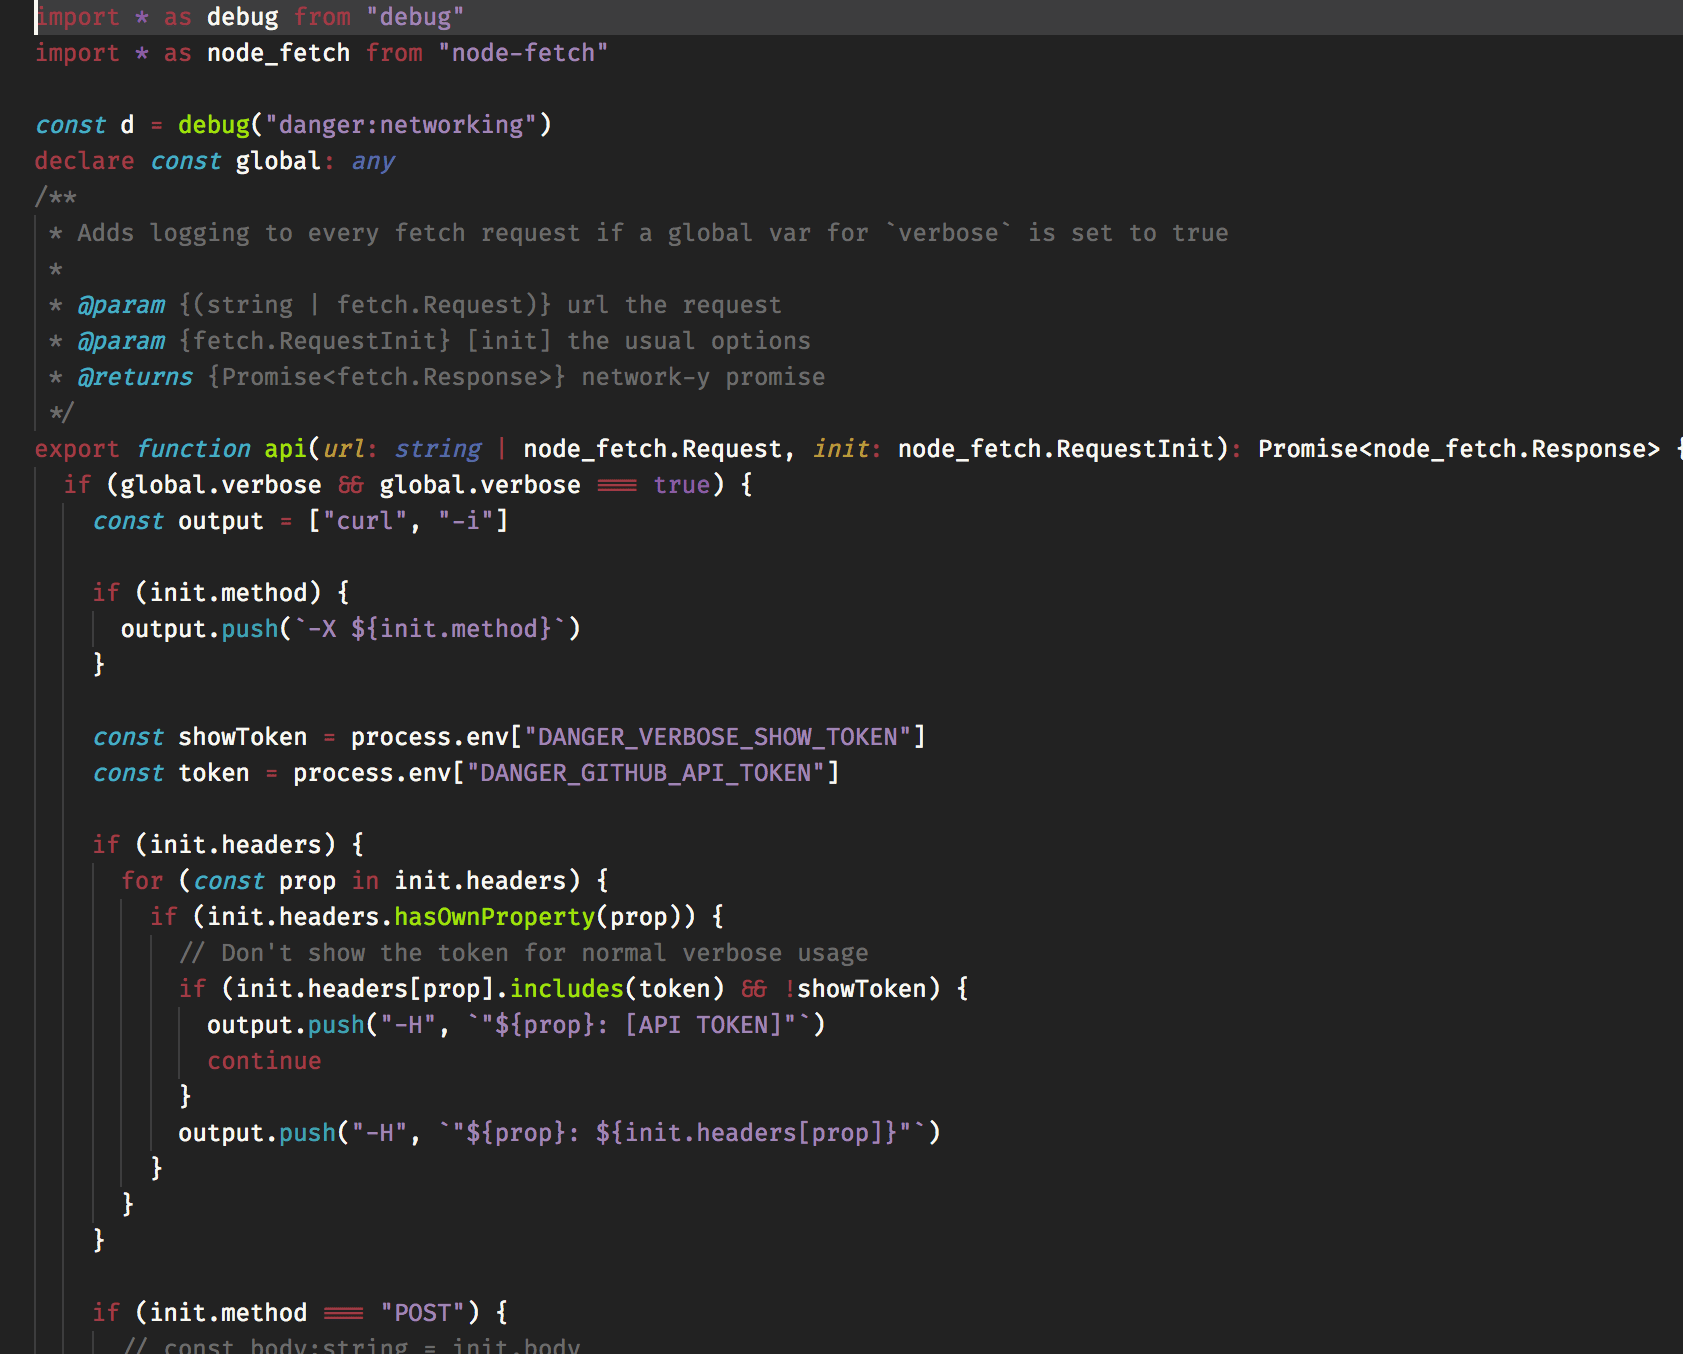 import * as debug from "debug"
import * as node_fetch from "node-fetch"
const d = debug("danger:networking")
declare const global: any
/**
* Adds logging to every fetch request if a global var for `verbose` is set to true
*
* @param {(string | fetch.Request)} url the request
* @param {fetch.RequestInit} [init] the usual options
* @returns {Promise<fetch.Response>} network-y promise
*/
export function api(url: string | node_fetch.Request, init: node_fetch.RequestInit): Promise<node_fetch.Response> {
if (global.verbose && global.verbose === true) {
const output = ["curl", "-i"]
if (init.method) {
output.push(`-X ${init.method}`)
}
const showToken = process.env["DANGER_VERBOSE_SHOW_TOKEN"]
const token = process.env["DANGER_GITHUB_API_TOKEN"]
if (init.headers) {
for (const prop in init.headers) {
if (init.headers.hasOwnProperty(prop)) {
// Don't show the token for normal verbose usage
if (init.headers[prop].includes(token) && !showToken) {
output.push("-H", `"${prop}: [API TOKEN]"`)
continue
}
output.push("-H", `"${prop}: ${init.headers[prop]}"`)
}
}
}
if (init.method === "POST") {
// const body:string = init.body